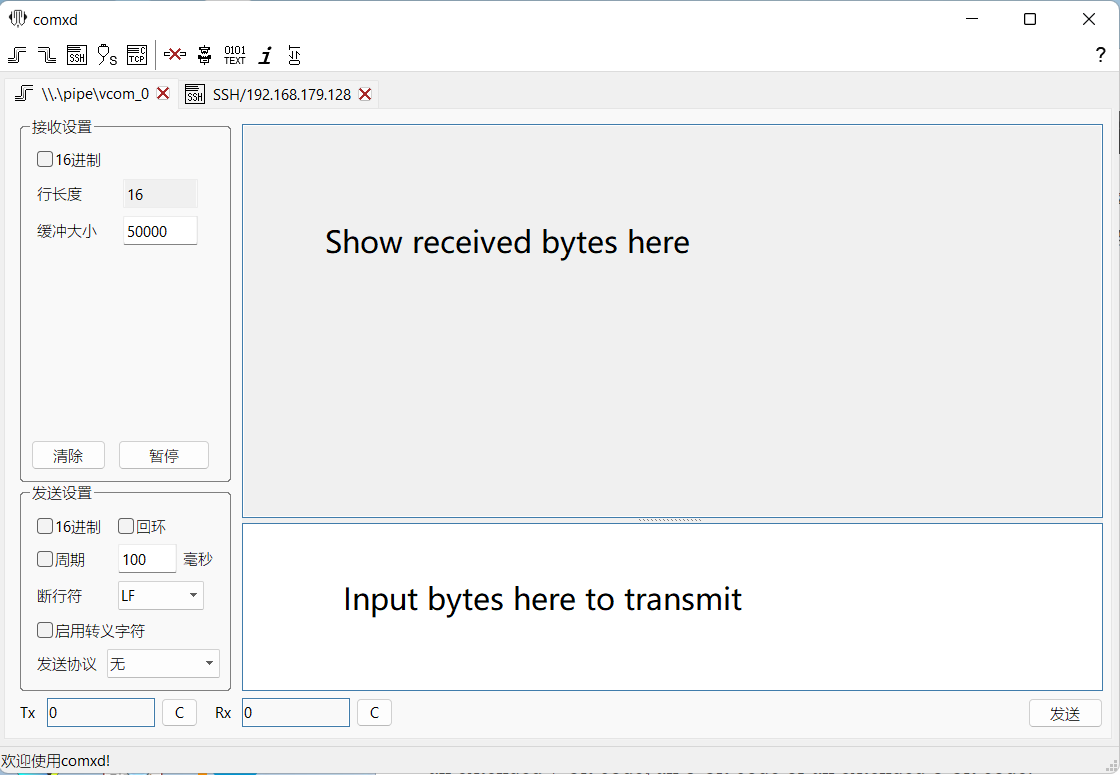 comxd
SSH
S
C
TCP
0101
TEXT
i
?
\\.\pipe\vcom_0
SSH
SSH/192.168.179.128
接收设置
16进制
行长度 16
缓冲大小 50000
清除 暂停
Show received bytes here
发送设置
16进制 回环
周期 100 毫秒
断行符 LF
启用转义字符
发送协议 无
Input bytes here to transmit
Tx 0 C Rx 0 C 发送
欢迎使用comxd!